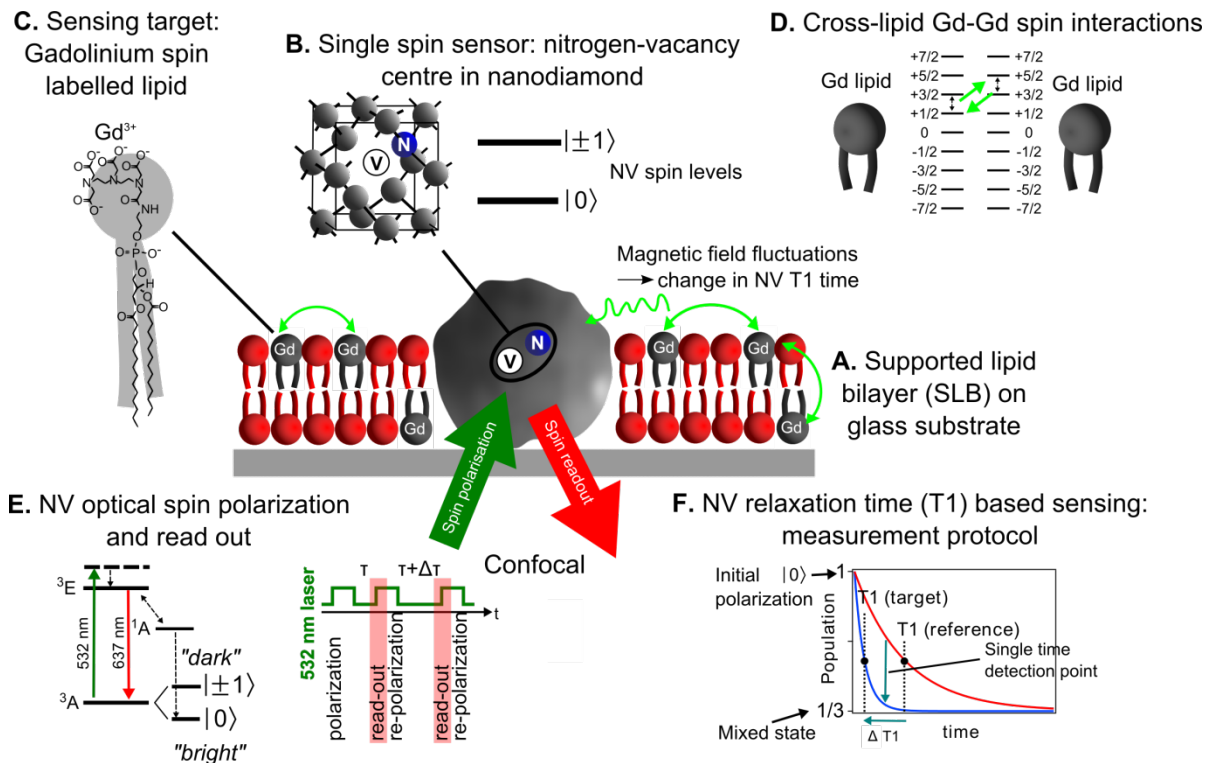 C. Sensing target:
Gadolinium spin
labelled lipid
Gd3+
O-
O-
O-
O
O
O
N
N
N
O
O
O-
O-
O
NH
O
O
P
O-
O
O
H
O
O
O
B. Single spin sensor: nitrogen-vacancy
centre in nanodiamond
N
V
|±1⟩
NV spin levels
|0⟩
D. Cross-lipid Gd-Gd spin interactions
Gd lipid
+7/2
+5/2
+3/2
+1/2
0
-1/2
-3/2
-5/2
-7/2
+7/2
+5/2
+3/2
+1/2
0
-1/2
-3/2
-5/2
-7/2
Gd lipid
Magnetic field fluctuations
→ change in NV T1 time
Gd
Gd
Gd
V
N
Gd
Gd
Gd
A. Supported lipid
bilayer (SLB) on
glass substrate
Spin polarisation
Spin readout
E. NV optical spin polarization
and read out
3E
1A
3A
532 nm
637 nm
"dark"
|±1⟩
|0⟩
"bright"
Confocal
532 nm laser
τ
τ+Δτ
t
polarization
read-out
re-polarization
read-out
re-polarization
F. NV relaxation time (T1) based sensing:
measurement protocol
Initial |0⟩
polarization
1
Population
1/3
Mixed state
T1 (target)
T1 (reference)
Single time
detection point
Δ T1
time